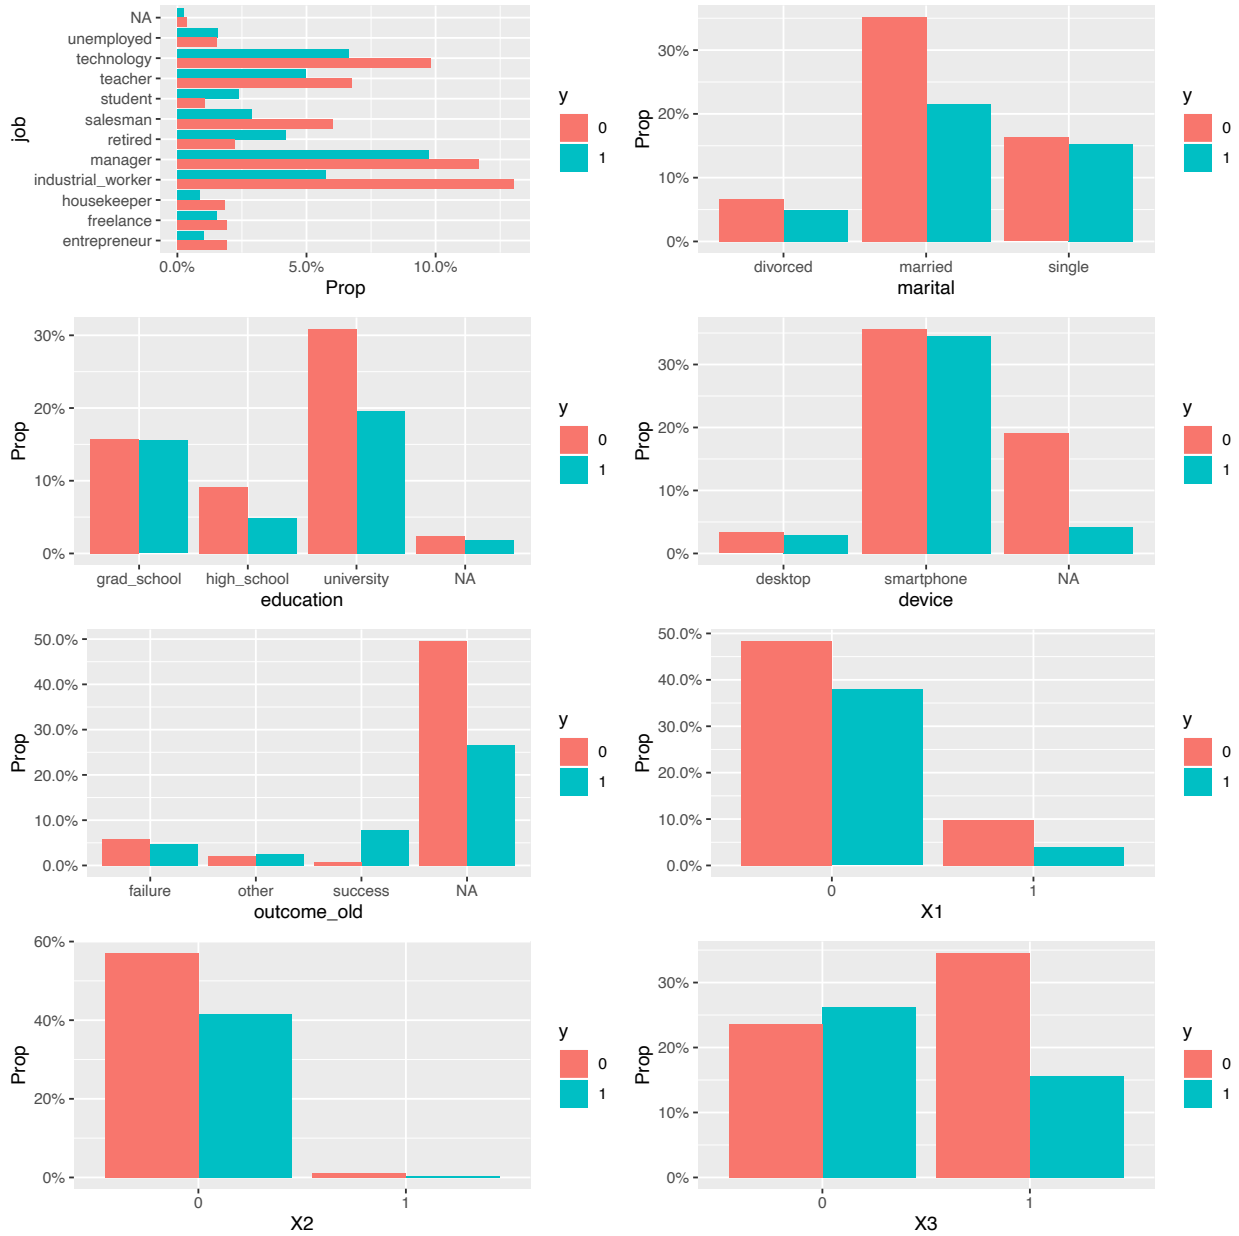 job
NA
unemployed
technology
teacher
student
salesman
retired
manager
industrial_worker
housekeeper
freelance
entrepreneur
0.0% 5.0% 10.0%
Prop
y
0
1
Prop
30%
20%
10%
0%
divorced married single
marital
y
0
1
Prop
30%
20%
10%
0%
grad_school high_school university NA
education
y
0
1
Prop
30%
20%
10%
0%
desktop smartphone NA
device
y
0
1
Prop
50.0%
40.0%
30.0%
20.0%
10.0%
0.0%
failure other success NA
outcome_old
y
0
1
Prop
50.0%
40.0%
30.0%
20.0%
10.0%
0.0%
0 1
X1
y
0
1
Prop
60%
40%
20%
0%
0 1
X2
y
0
1
Prop
30%
20%
10%
0%
0 1
X3
y
0
1